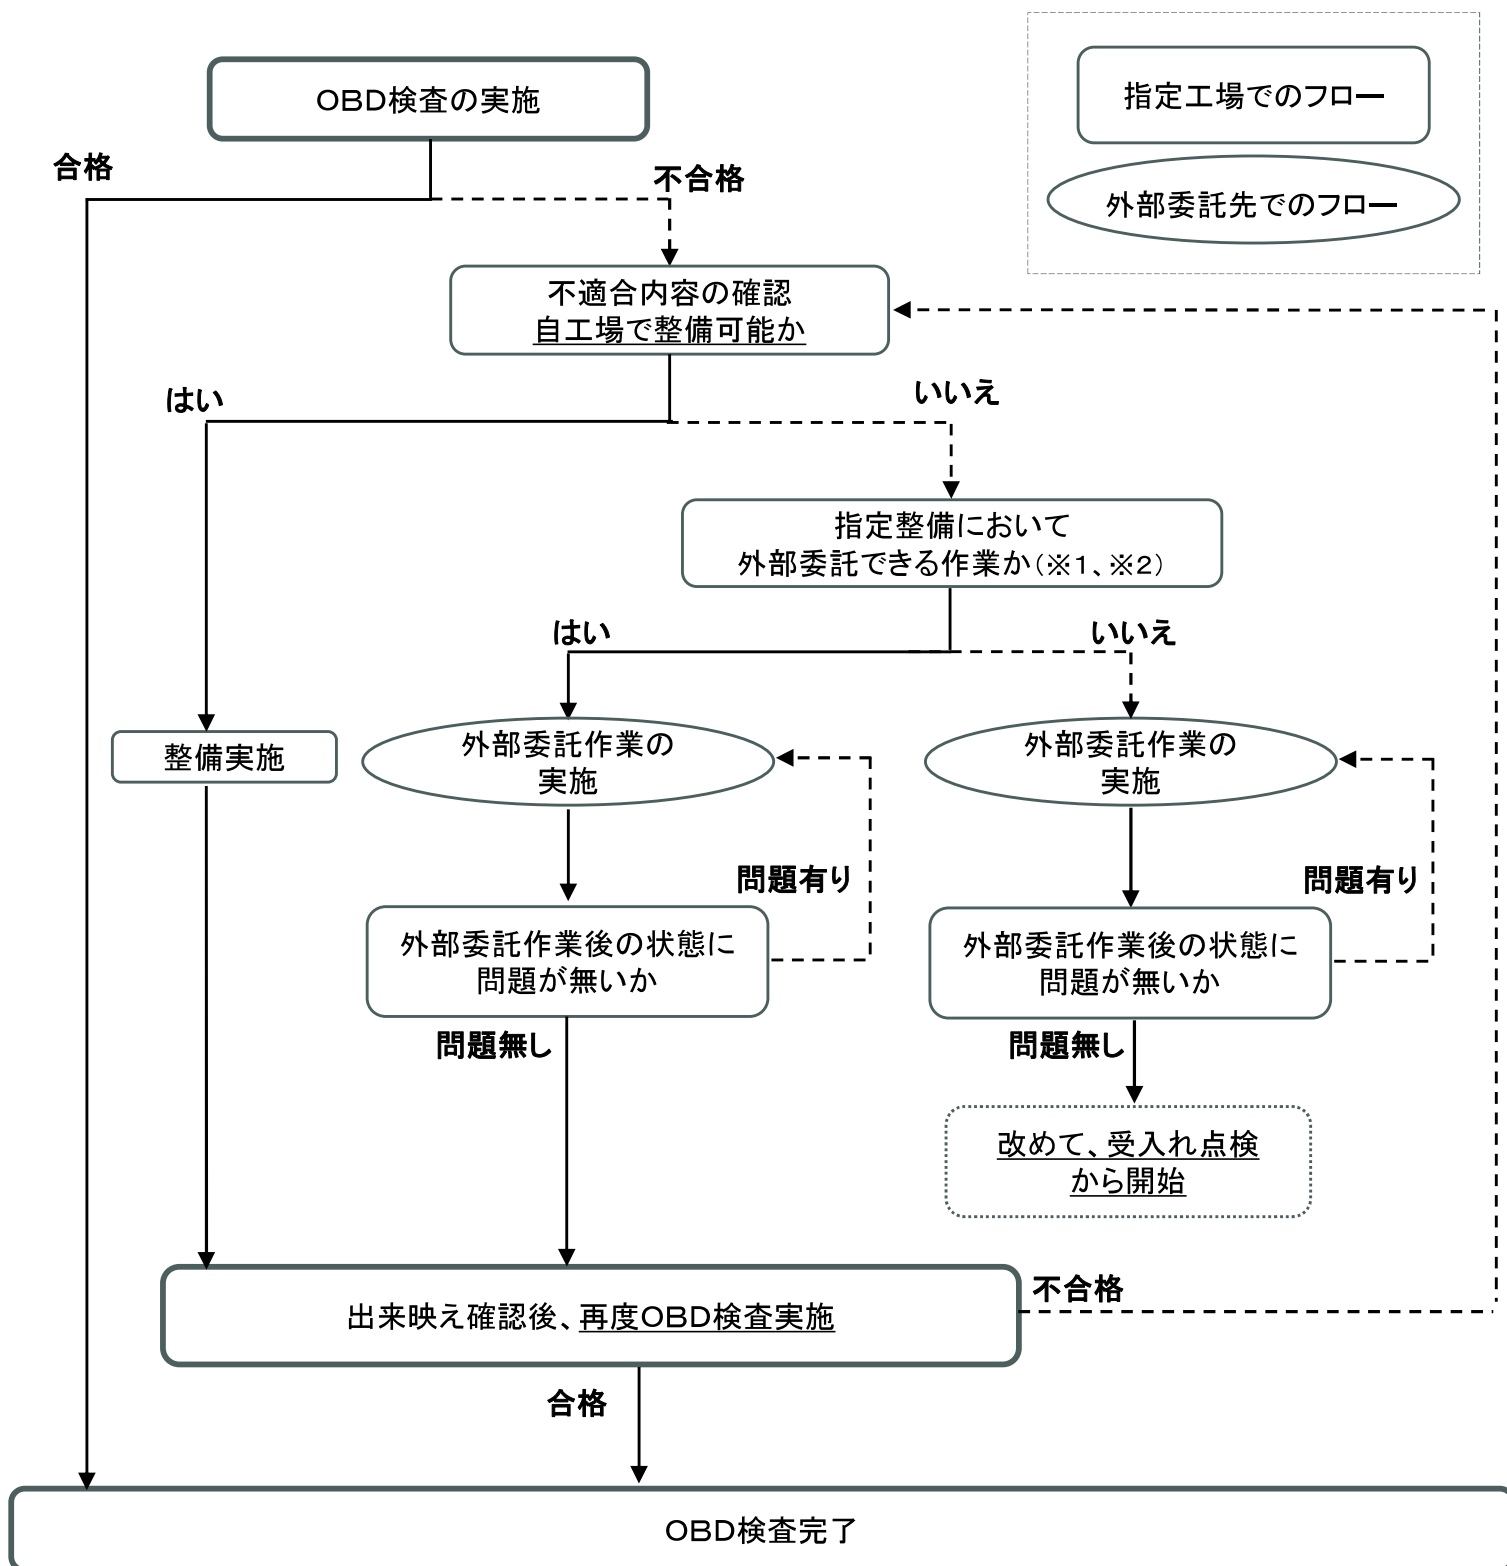 OBD検査の実施
指定工場でのフロー
外部委託先でのフロー
合格
不合格
不適合内容の確認
自工場で整備可能か
はい
いいえ
指定整備において
外部委託できる作業か(※1、※2)
はい
いいえ
整備実施
外部委託作業の
実施
外部委託作業の
実施
問題有り
問題有り
外部委託作業後の状態に
問題が無いか
外部委託作業後の状態に
問題が無いか
問題無し
問題無し
改めて、受入れ点検
から開始
出来映え確認後、再度OBD検査実施
不合格
合格
OBD検査完了